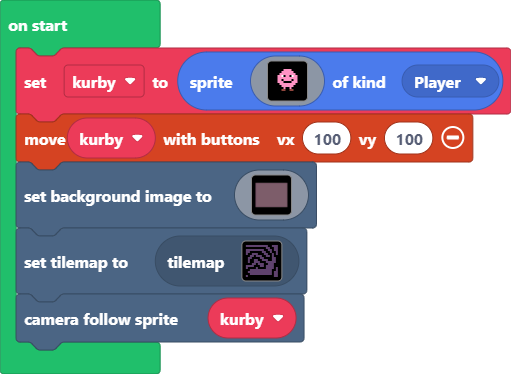 on start
set kurby to sprite of kind Player
move kurby with buttons vx 100 vy 100
set background image to
set tilemap to tilemap
camera follow sprite kurby